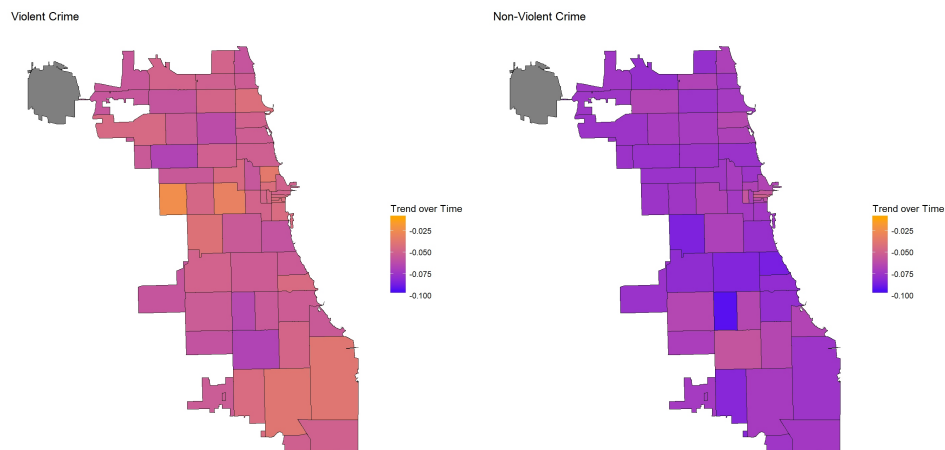 Violent Crime
Non-Violent Crime
Trend over Time
-0.025
-0.050
-0.075
-0.100
Trend over Time
-0.025
-0.050
-0.075
-0.100